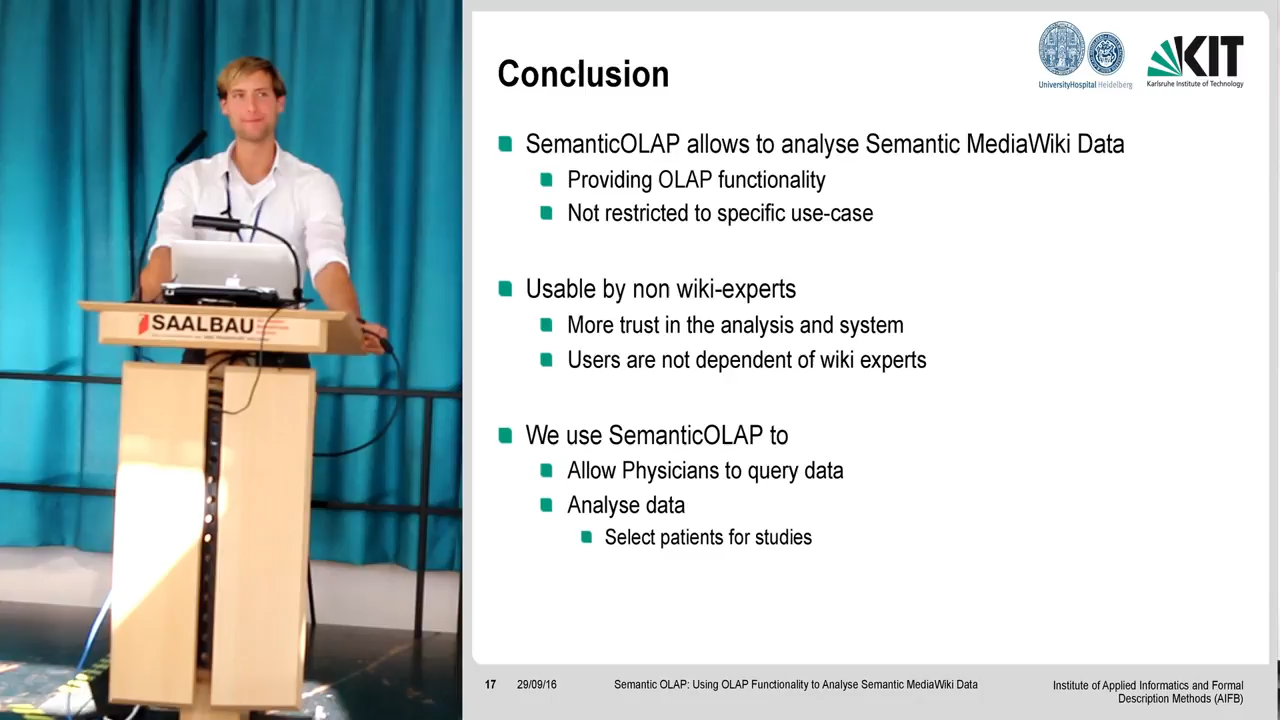 Conclusion
UniversityHospital Heidelberg
KIT
Karlsruhe Institute of Technology
SemanticOLAP allows to analyse Semantic MediaWiki Data
Providing OLAP functionality
Not restricted to specific use-case
Usable by non wiki-experts
More trust in the analysis and system
Users are not dependent of wiki experts
We use SemanticOLAP to
Allow Physicians to query data
Analyse data
Select patients for studies
17 29/09/16 Semantic OLAP: Using OLAP Functionality to Analyse Semantic MediaWiki Data
Institute of Applied Informatics and Formal
Description Methods (AIFB)
SAALBAU